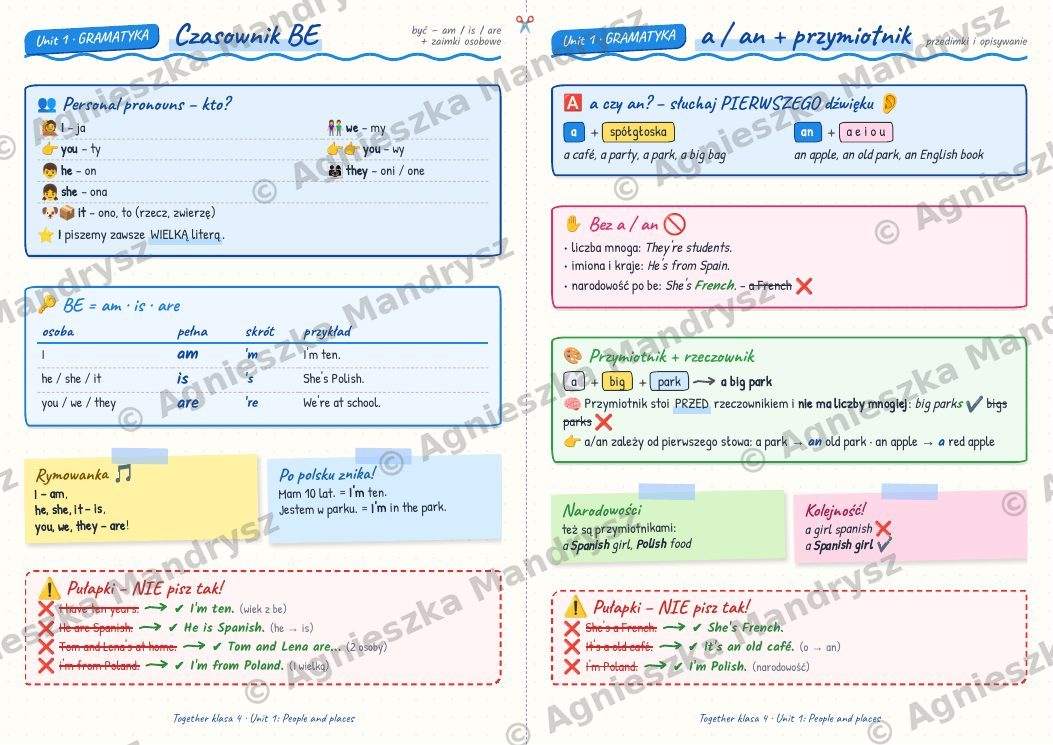 Unit 1 · GRAMATYKA
Czasownik BE
być – am / is / are
+ zaimki osobowe
Personal pronouns – kto?
I – ja
we – my
you – ty
you – wy
he – on
they – oni / one
she – ona
it – ono, to (rzecz, zwierzę)
I piszemy zawsze WIELKĄ literą.
BE = am · is · are
osoba pełna skrót przykład
I am 'm I'm ten.
he / she / it is 's She's Polish.
you / we / they are 're We're at school.
Rymowanka
I – am,
he, she, it – is,
you, we, they – are!
Po polsku znika!
Mam 10 lat. = I'm ten.
Jestem w parku. = I'm in the park.
Pułapki – NIE pisz tak!
I have ten years. → ✔ I'm ten. (wiek z be)
He are Spanish. → ✔ He is Spanish. (he → is)
Tom and Lena's at home. → ✔ Tom and Lena are... (2 osoby)
i'm from Poland. → ✔ I'm from Poland. (I wielką)
Together klasa 4 · Unit 1: People and places
Unit 1 · GRAMATYKA
a / an + przymiotnik
przedimki i opisywanie
A a czy an? – słuchaj PIERWSZEGO dźwięku
a + spółgłoska
an + a e i o u
a café, a party, a park, a big bag
an apple, an old park, an English book
Bez a / an
• liczba mnoga: They're students.
• imiona i kraje: He's from Spain.
• narodowość po be: She's French. – a French
Przymiotnik + rzeczownik
a + big + park → a big park
Przymiotnik stoi PRZED rzeczownikiem i nie ma liczby mnogiej: big parks ✔ bigs
parks
a/an zależy od pierwszego słowa: a park → an old park · an apple → a red apple
Narodowości
też są przymiotnikami:
a Spanish girl, Polish food
Kolejność!
a girl spanish
a Spanish girl ✔
Pułapki – NIE pisz tak!
She's a French. → ✔ She's French.
It's a old café. → ✔ It's an old café. (o → an)
I'm Poland. → ✔ I'm Polish. (narodowość)
Together klasa 4 · Unit 1: People and places
© Agnieszka Mandrysz